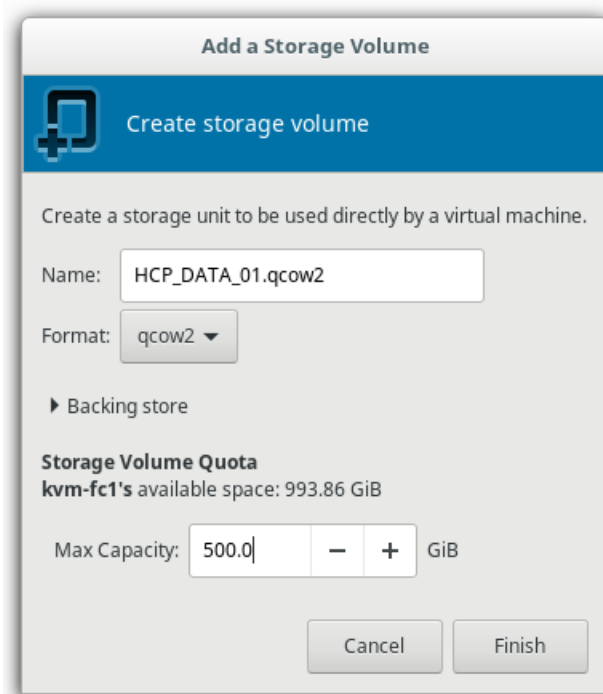 Add a Storage Volume
Create storage volume
Create a storage unit to be used directly by a virtual machine.
Name: HCP_DATA_01.qcow2
Format: qcow2
Backing store
Storage Volume Quota
kvm-fc1's available space: 993.86 GiB
Max Capacity: 500.0 − + GiB
Cancel Finish